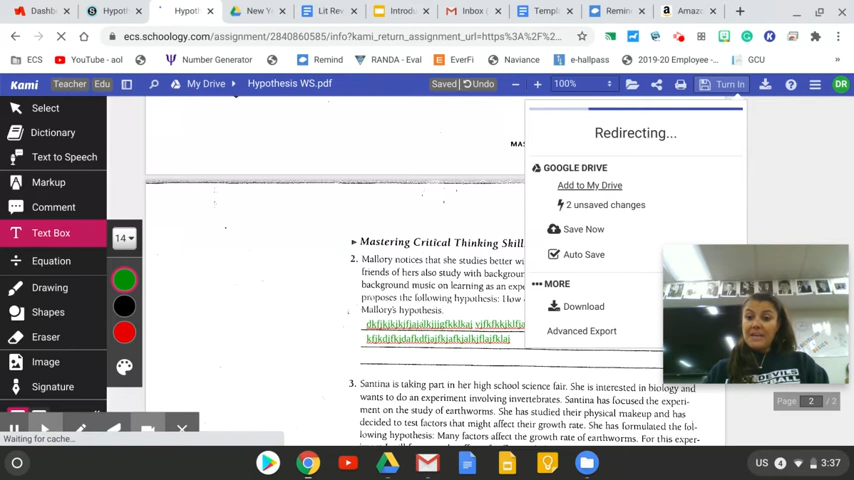 Dashb
Hypoth
Hypoth
New Ye
Lit Rev
Introdu
Inbox
Templ
Remin
Amazo
ecs.schoology.com/assignment/2840860585/info?kami_return_assignment_url=https%3A%2F%2...
ECS
YouTube - aol
Number Generator
Remind
RANDA - Eval
EverFi
Naviance
e-hallpass
2019-20 Employee -...
GCU
Kami
Teacher
Edu
My Drive
Hypothesis WS.pdf
Saved
Undo
100%
Turn In
DR
Select
Dictionary
Text to Speech
Markup
Comment
Text Box
Equation
Drawing
Shapes
Eraser
Image
Signature
14
MAS
Redirecting...
GOOGLE DRIVE
Add to My Drive
2 unsaved changes
Save Now
Auto Save
MORE
Download
Advanced Export
Mastering Critical Thinking Skill
2. Mallory notices that she studies better wi
friends of hers also study with backgroun
background music on learning as an expe
proposes the following hypothesis: How
Mallory's hypothesis.
3. Santina is taking part in her high school science fair. She is interested in biology and
wants to do an experiment involving invertebrates. Santina has focused the experi-
ment on the study of earthworms. She has studied their physical makeup and has
decided to test factors that might affect their growth rate. She has formulated the fol-
lowing hypothesis: Many factors affect the growth rate of earthworms. For this exper-
DEVILS
Page 2 / 2
Waiting for cache...
US
4
3:37